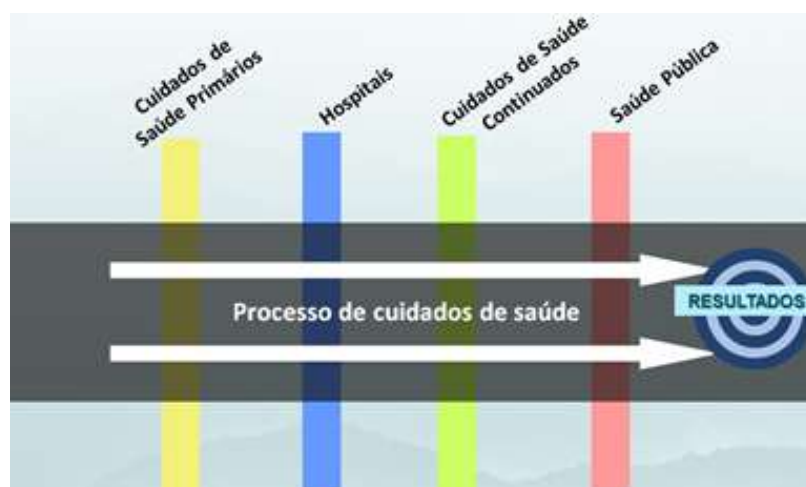 Cuidados de
Saúde Primários
Hospitais
Cuidados de Saúde
Continuados
Saúde Pública
RESULTADOS
Processo de cuidados de saúde